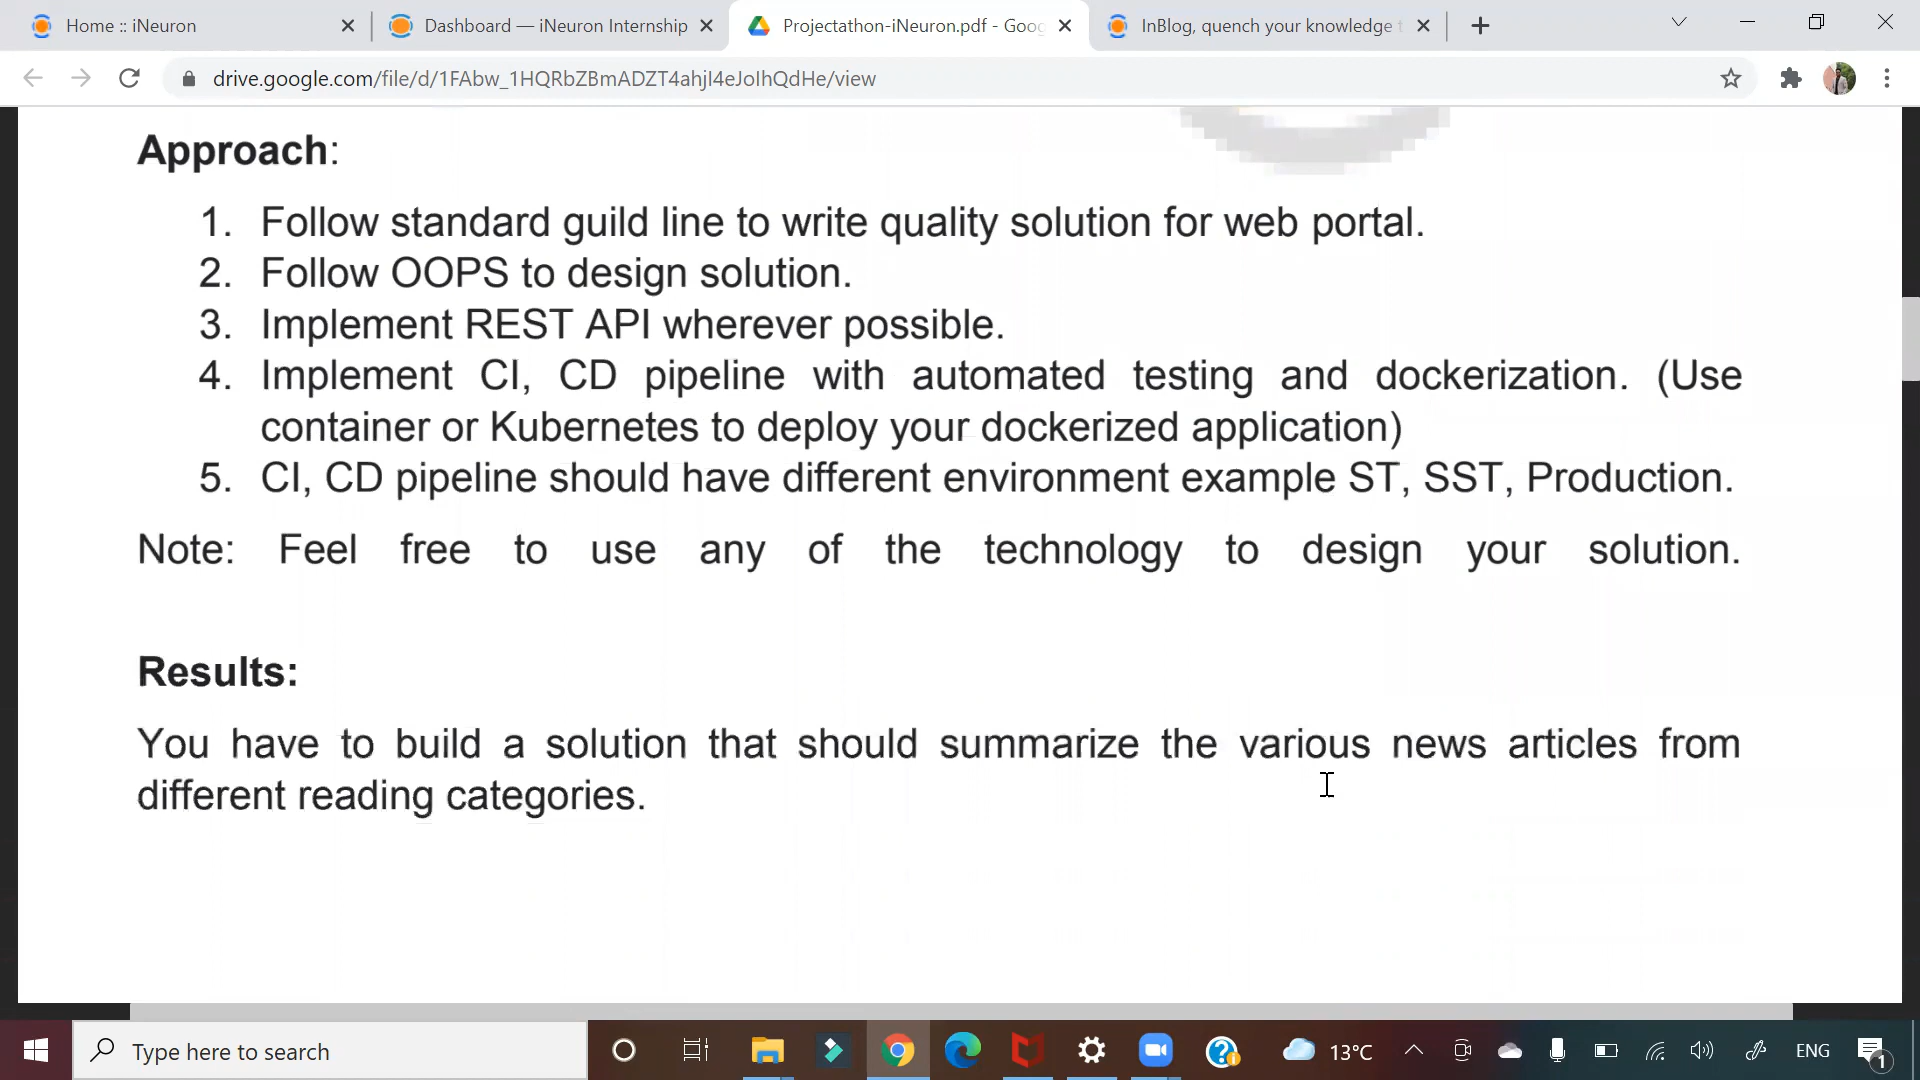 Home :: iNeuron
Dashboard — iNeuron Internship
Projectathon-iNeuron.pdf - Goog
InBlog, quench your knowledge t
drive.google.com/file/d/1FAbw_1HQRbZBmADZT4ahjI4eJoIhQdHe/view
Approach:
1. Follow standard guild line to write quality solution for web portal.
2. Follow OOPS to design solution.
3. Implement REST API wherever possible.
4. Implement CI, CD pipeline with automated testing and dockerization. (Use
container or Kubernetes to deploy your dockerized application)
5. CI, CD pipeline should have different environment example ST, SST, Production.
Note: Feel free to use any of the technology to design your solution.
Results:
You have to build a solution that should summarize the various news articles from
different reading categories.
Type here to search
13°C
ENG
1